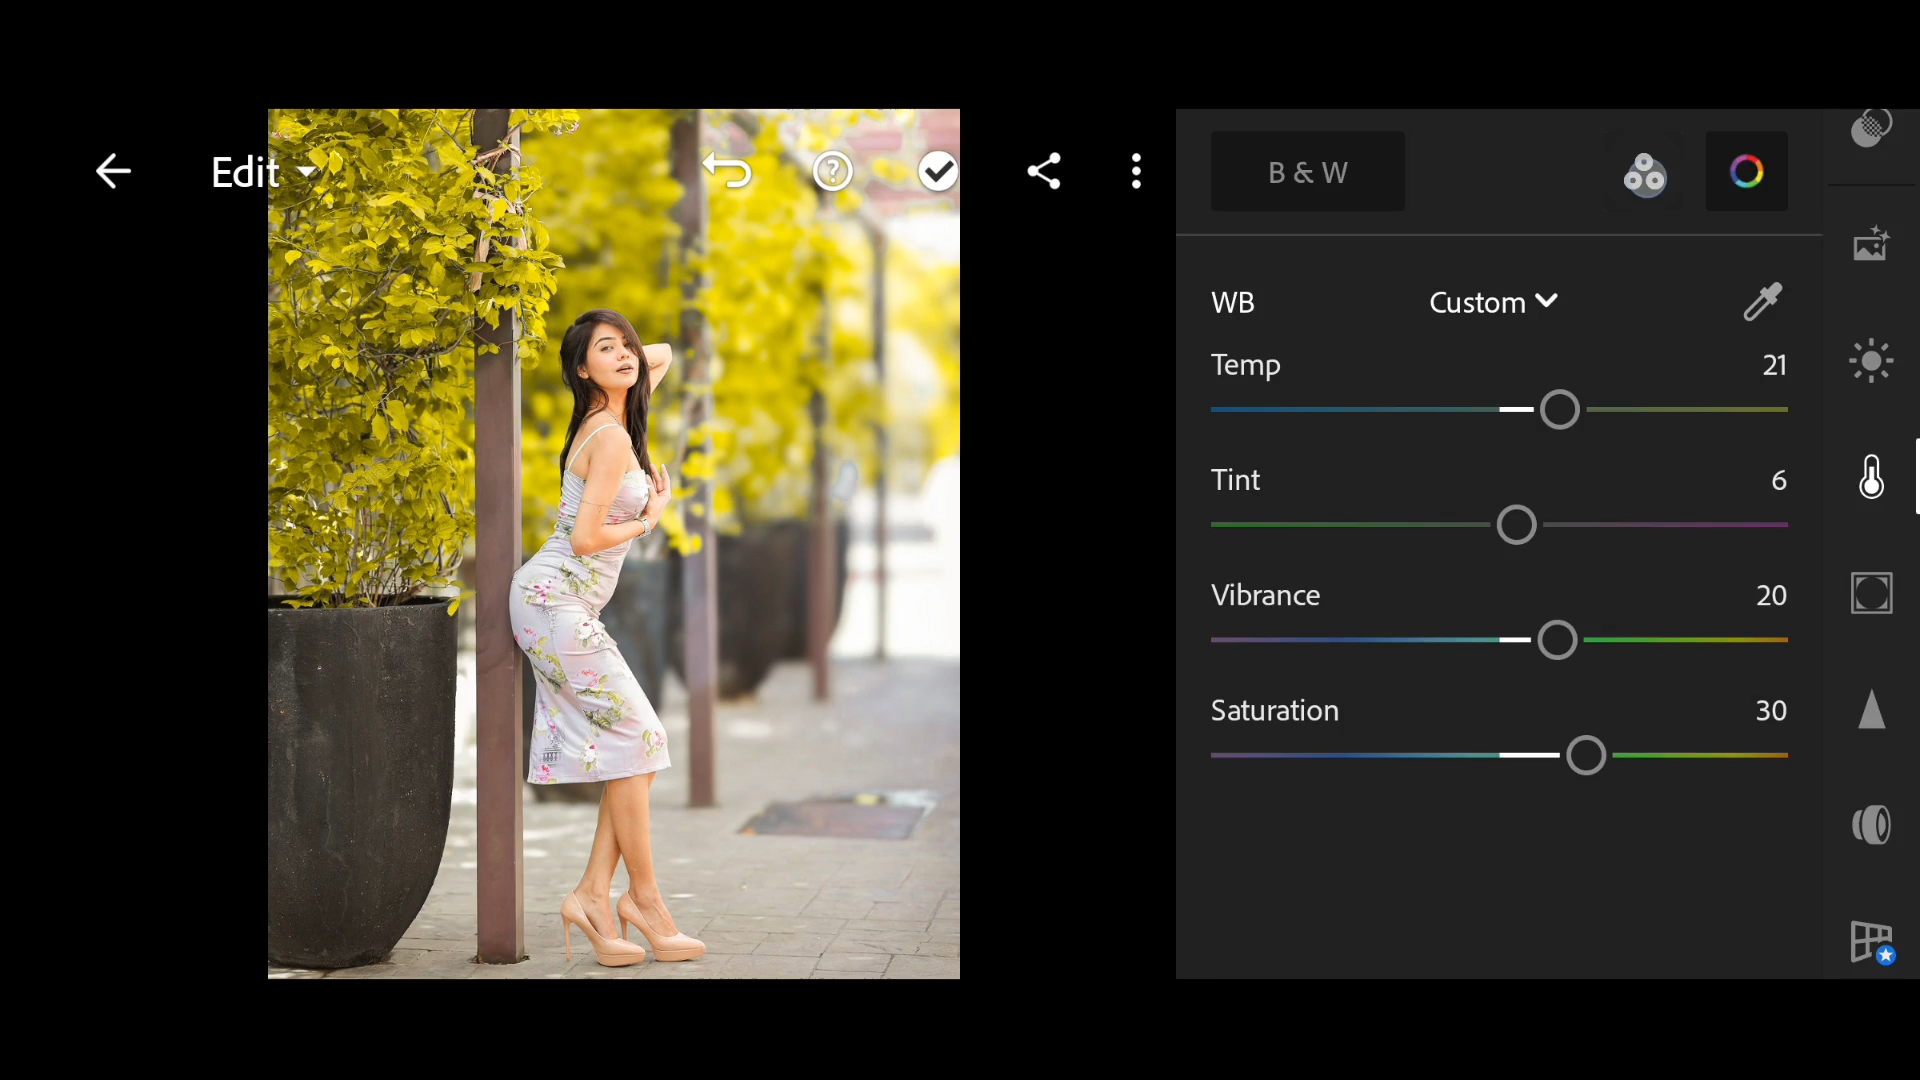 Edit
B & W
WB Custom
Temp 21
Tint 6
Vibrance 20
Saturation 30